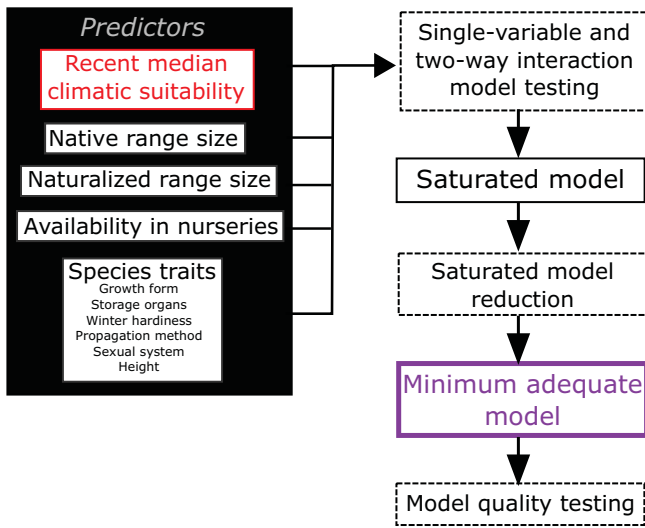 Predictors
Recent median
climatic suitability
Native range size
Naturalized range size
Availability in nurseries
Species traits
Growth form
Storage organs
Winter hardiness
Propagation method
Sexual system
Height
Single-variable and
two-way interaction
model testing
Saturated model
Saturated model
reduction
Minimum adequate
model
Model quality testing